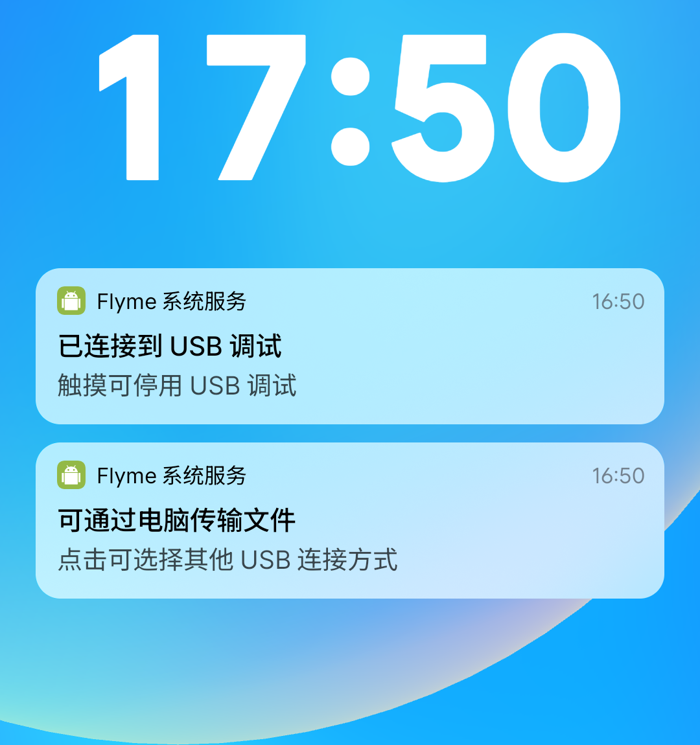 17:50
Flyme 系统服务 16:50
已连接到 USB 调试
触摸可停用 USB 调试
Flyme 系统服务 16:50
可通过电脑传输文件
点击可选择其他 USB 连接方式